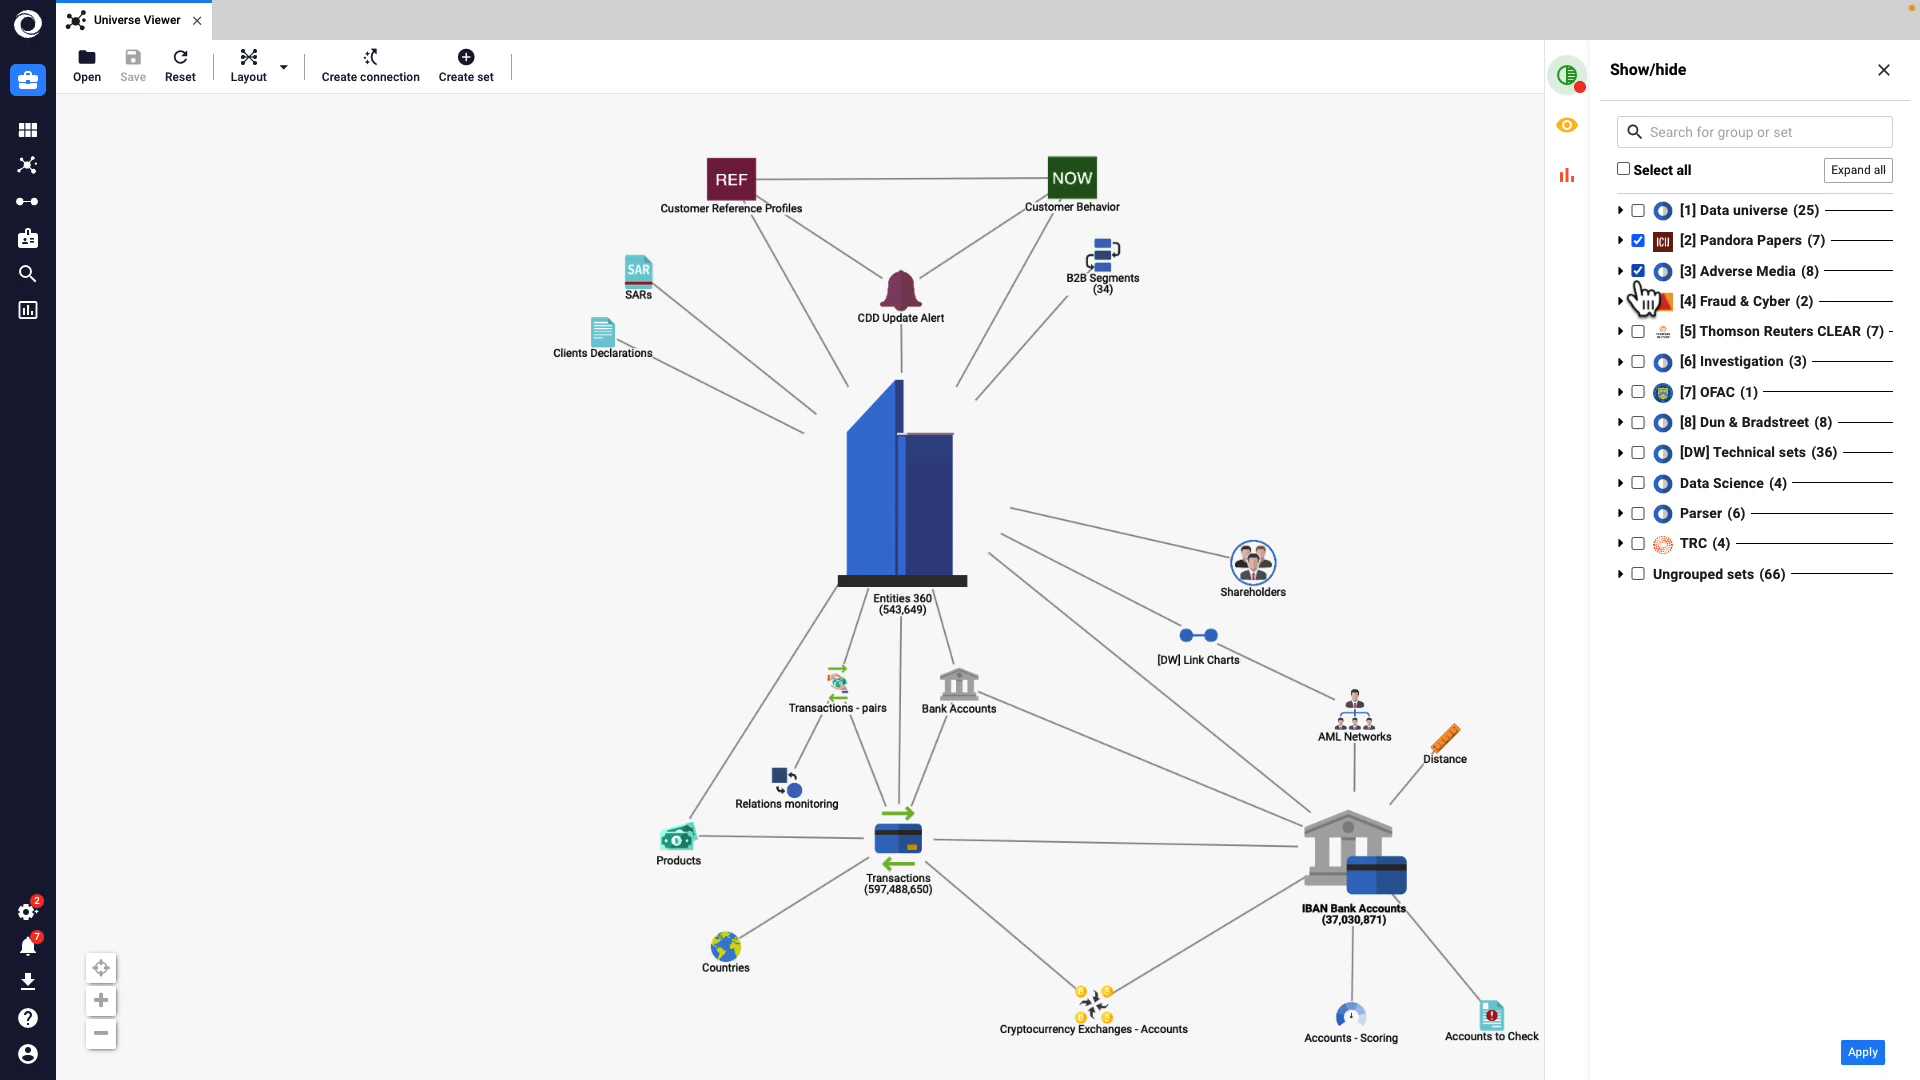 Universe Viewer
Open
Save
Reset
Layout
Create connection
Create set
Show/hide
Search for group or set
Select all
Expand all
[1] Data universe (25)
ICIJ
[2] Pandora Papers (7)
[3] Adverse Media (8)
[4] Fraud & Cyber (2)
[5] Thomson Reuters CLEAR (7)
[6] Investigation (3)
[7] OFAC (1)
[8] Dun & Bradstreet (8)
[DW] Technical sets (36)
Data Science (4)
Parser (6)
TRC (4)
Ungrouped sets (66)
Apply
REF
Customer Reference Profiles
NOW
Customer Behavior
SAR
SARs
B2B Segments
(34)
CDD Update Alert
Clients Declarations
Entities 360
(543,649)
Shareholders
[DW] Link Charts
Transactions - pairs
Bank Accounts
AML Networks
Distance
Relations monitoring
Products
Transactions
(597,488,650)
IBAN Bank Accounts
(37,030,871)
Countries
Cryptocurrency Exchanges - Accounts
Accounts - Scoring
Accounts to Check
2
7